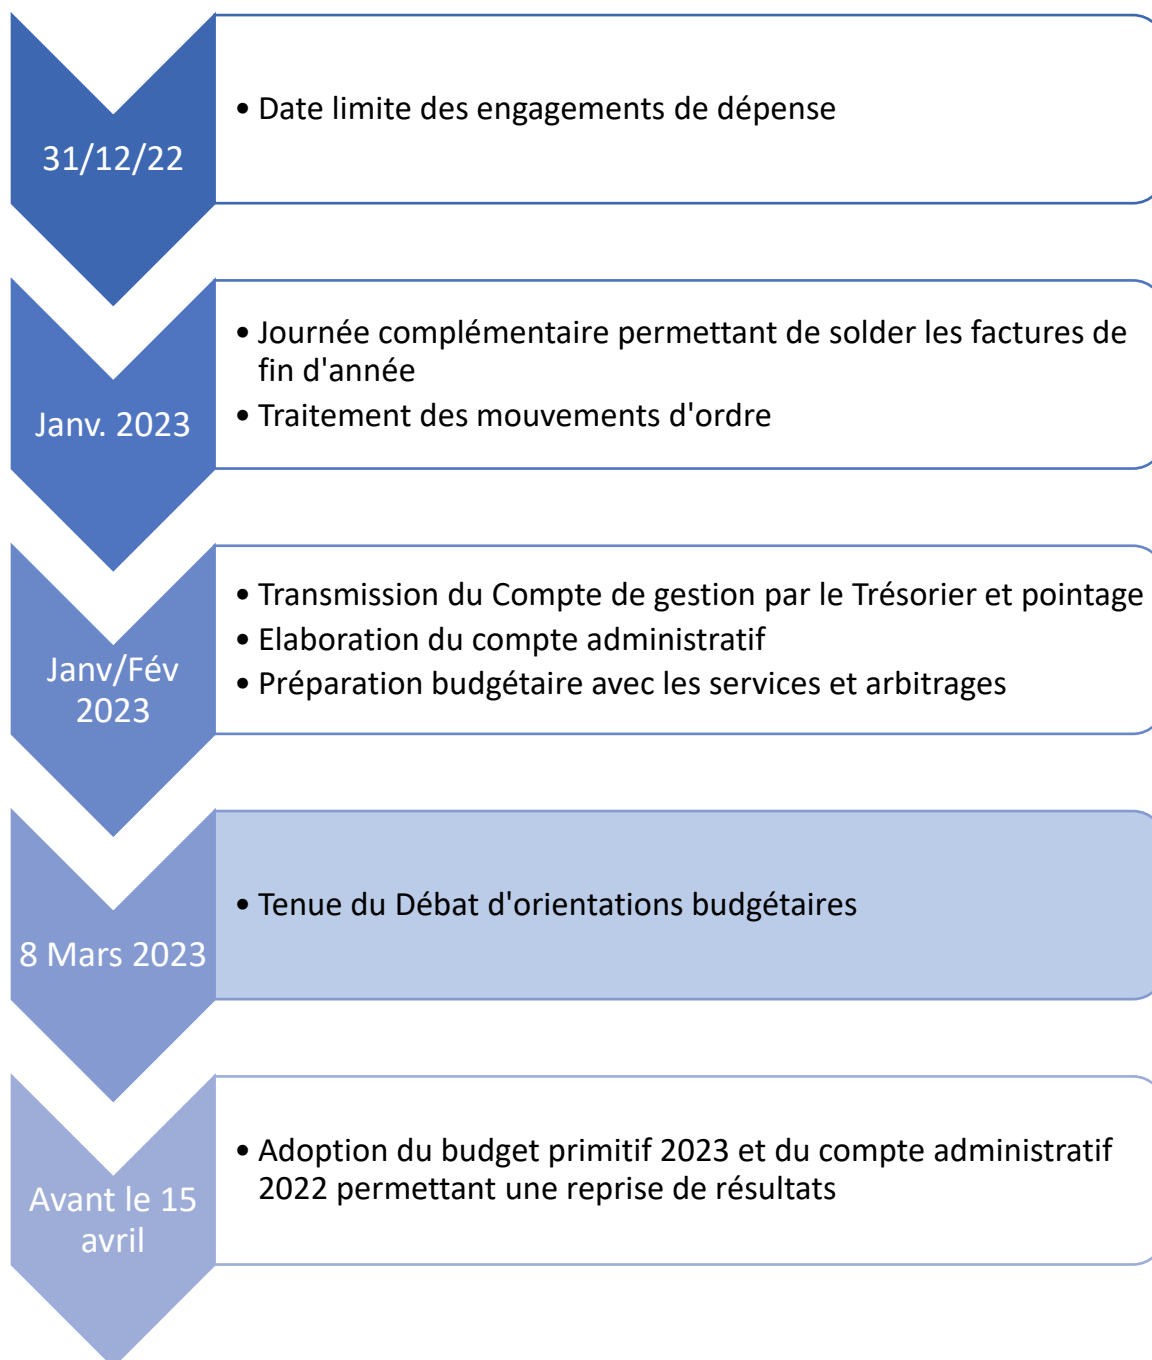 31/12/22
• Date limite des engagements de dépense
Janv. 2023
• Journée complémentaire permettant de solder les factures de
fin d'année
• Traitement des mouvements d'ordre
Janv/Fév
2023
• Transmission du Compte de gestion par le Trésorier et pointage
• Elaboration du compte administratif
• Préparation budgétaire avec les services et arbitrages
8 Mars 2023
• Tenue du Débat d'orientations budgétaires
Avant le 15
avril
• Adoption du budget primitif 2023 et du compte administratif
2022 permettant une reprise de résultats